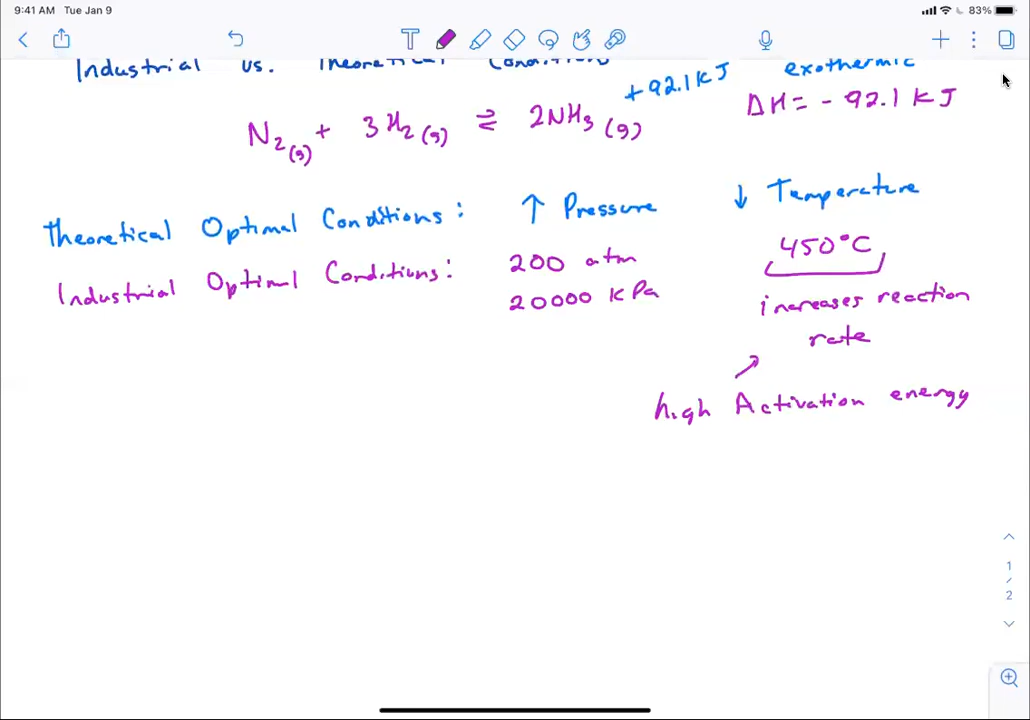 9:41 AM Tue Jan 9
83%
Industrial vs. Theoretical Conditions
+92.1 KJ
exothermic
N2(g) + 3H2(g) ⇌ 2NH3(g)
ΔH = -92.1 KJ
Theoretical Optimal Conditions: ↑ Pressure ↓ Temperature
Industrial Optimal Conditions: 200 atm 450°C
20000 kPa
increases reaction
rate
high Activation energy
1
/
2